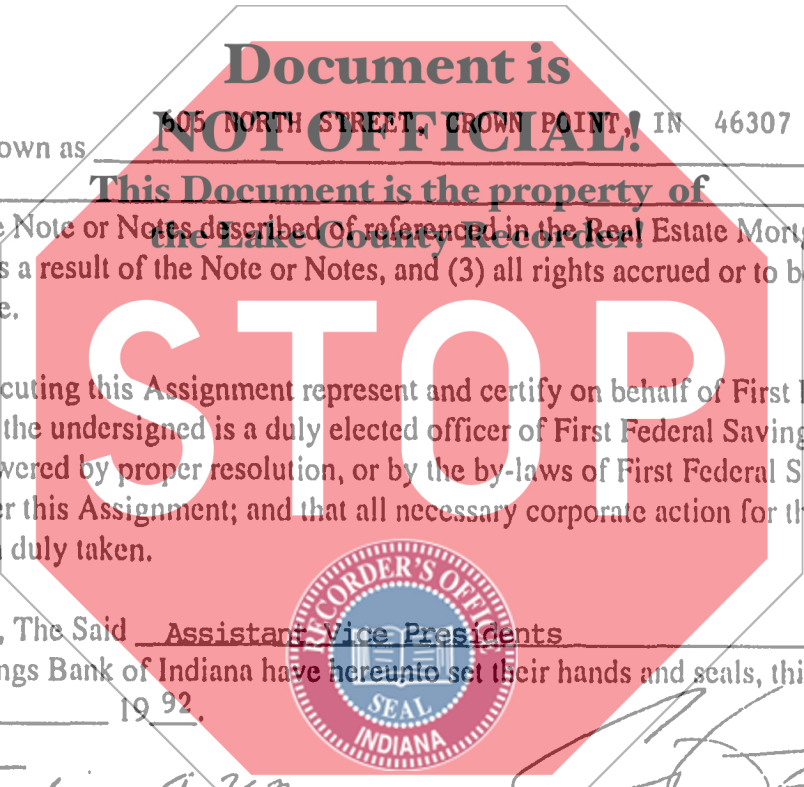 Document is
NOT OFFICIAL!
This Document is the property of
the Lake County Recorder!
STOP
own as 605 NORTH STREET, CROWN POINT, IN 46307
e Note or Notes described of referenced in the Real Estate Mort
s a result of the Note or Notes, and (3) all rights accrued or to b
e.
cuting this Assignment represent and certify on behalf of First
the undersigned is a duly elected officer of First Federal Saving
wered by proper resolution, or by the by-laws of First Federal S
r this Assignment; and that all necessary corporate action for th
duly taken.
, The Said Assistant Vice Presidents
ngs Bank of Indiana have hereunto set their hands and seals, thi
19 92.
RECORDER'S OFFICE
SEAL
INDIANA